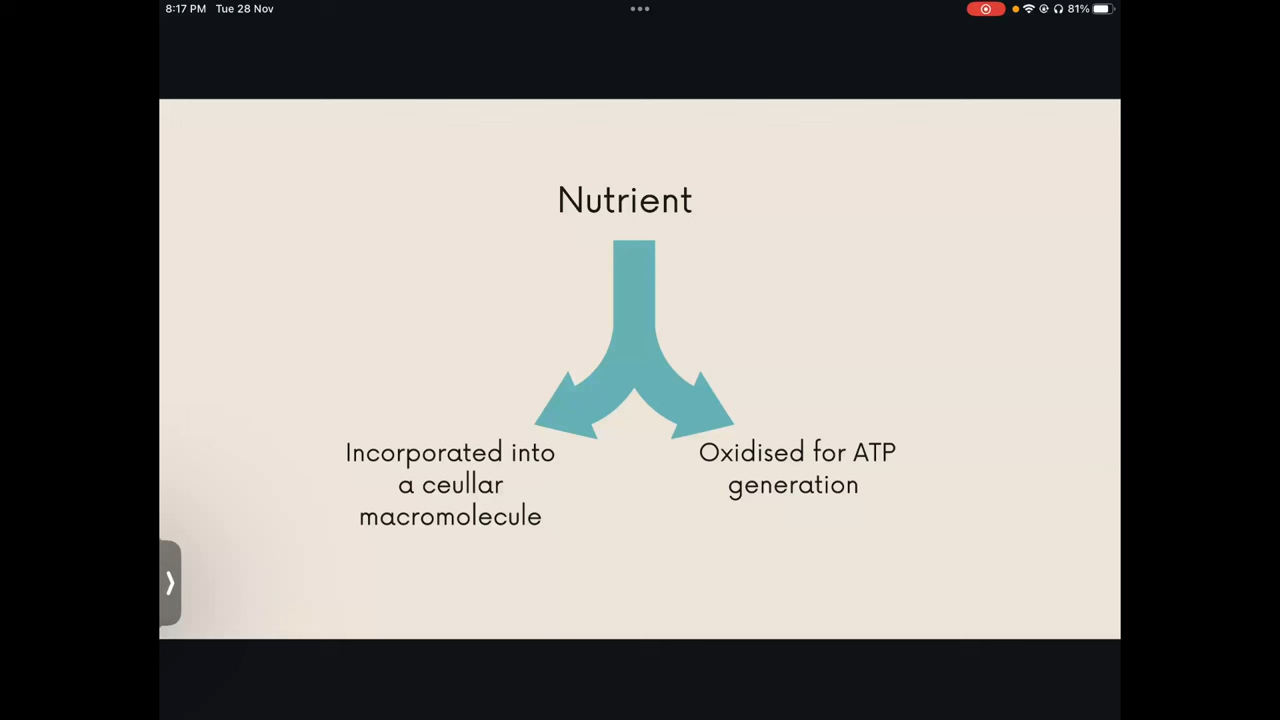 8:17 PM Tue 28 Nov
81%
Nutrient
Incorporated into
a ceullar
macromolecule
Oxidised for ATP
generation